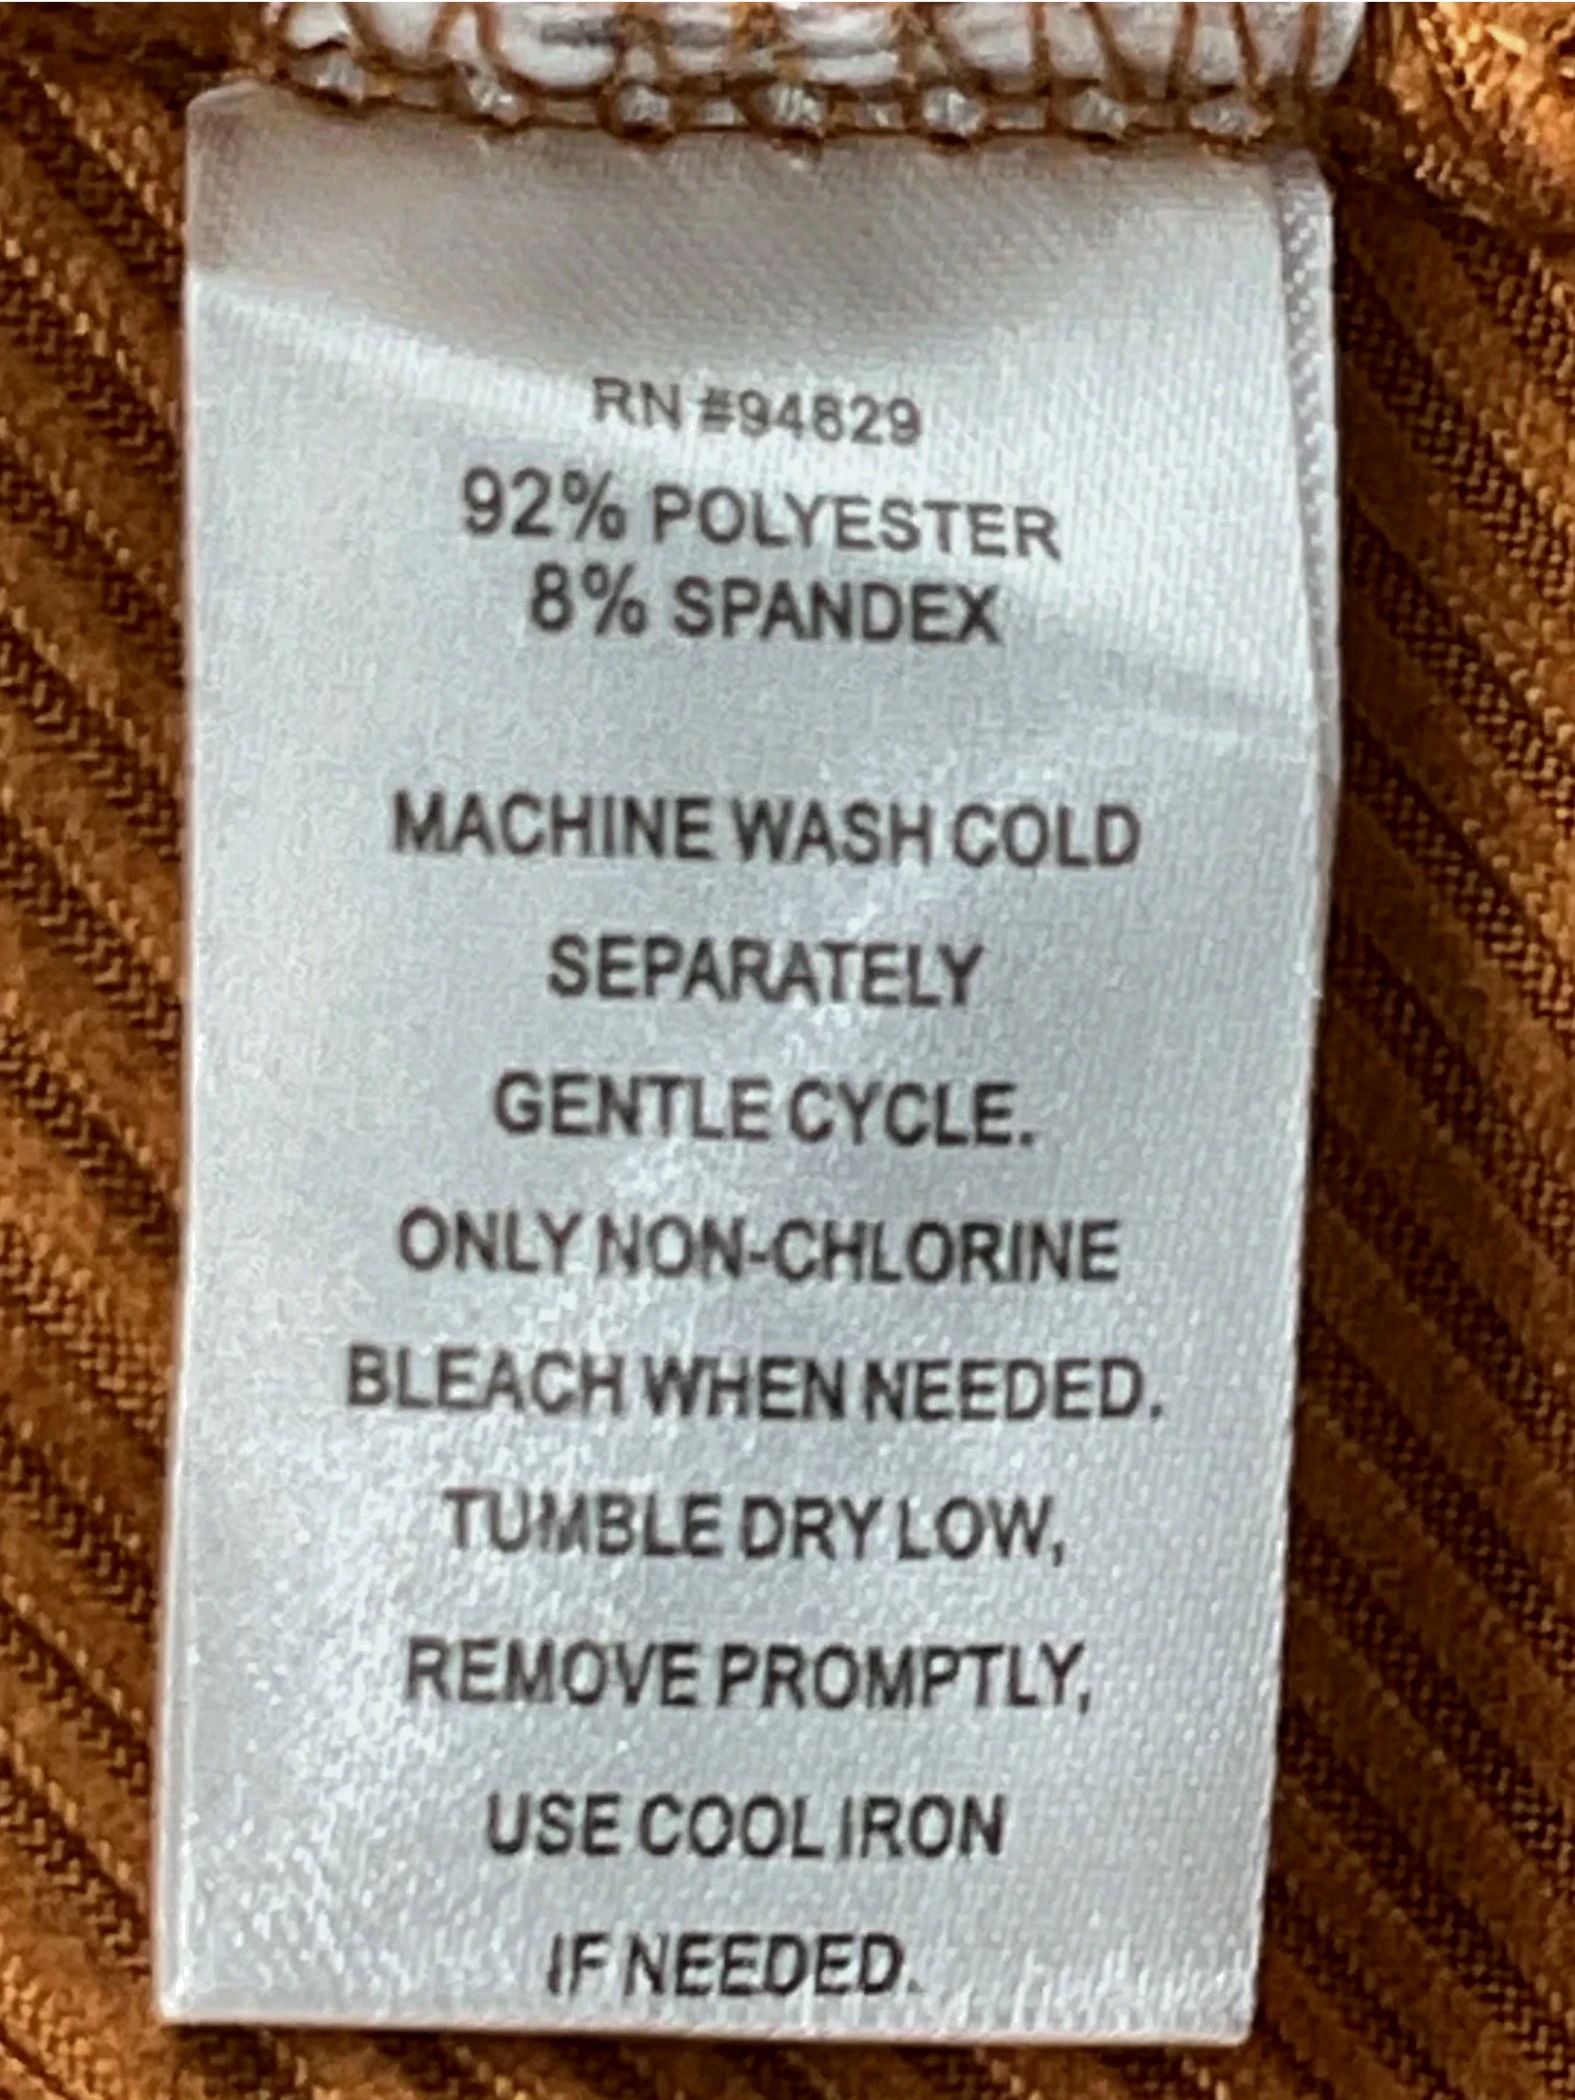 RN #94829
92% POLYESTER
8% SPANDEX
MACHINE WASH COLD
SEPARATELY
GENTLE CYCLE.
ONLY NON-CHLORINE
BLEACH WHEN NEEDED.
TUMBLE DRY LOW,
REMOVE PROMPTLY,
USE COOL IRON
IF NEEDED.